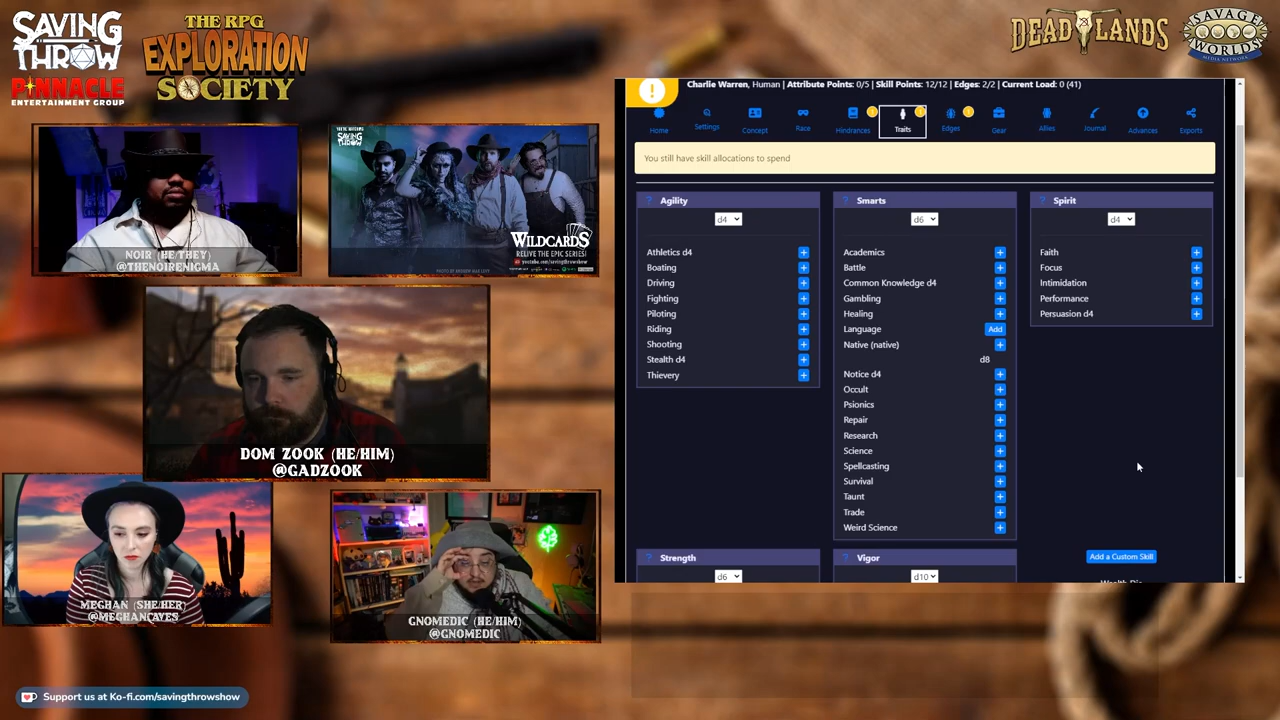 SAVING
THROW
PINNACLE
ENTERTAINMENT GROUP
THE RPG
EXPLORATION
SOCIETY
DEADLANDS
SAVAGE
WORLDS
MEDIA NETWORK
NOIR (HE/THEY)
@THENOIRENIGMA
SAVING
THROW
WILDCARDS
RELIVE THE EPIC SERIES!
DOM ZOOK (HE/HIM)
@GADZOOK
MEGHAN (SHE/HER)
@MEGHANCAVES
GNOMEDIC (HE/HIM)
@GNOMEDIC
Support us at Ko-fi.com/savingthrowshow
Charlie Warren, Human | Attribute Points: 0/5 | Skill Points: 12/12 | Edges: 2/2 | Current Load: 0 (41)
Home
Settings
Concept
Race
Hindrances
Traits
Edges
Gear
Allies
Journal
Advances
Exports
You still have skill allocations to spend
? Agility
d4
Athletics d4 +
Boating +
Driving +
Fighting +
Piloting +
Riding +
Shooting +
Stealth d4 +
Thievery +
? Smarts
d6
Academics +
Battle +
Common Knowledge d4 +
Gambling +
Healing +
Language Add
Native (native) +
d8
Notice d4 +
Occult +
Psionics +
Repair +
Research +
Science +
Spellcasting +
Survival +
Taunt +
Trade +
Weird Science +
? Spirit
d4
Faith +
Focus +
Intimidation +
Performance +
Persuasion d4 +
? Strength
d6
? Vigor
d10
Add a Custom Skill
Wealth Die